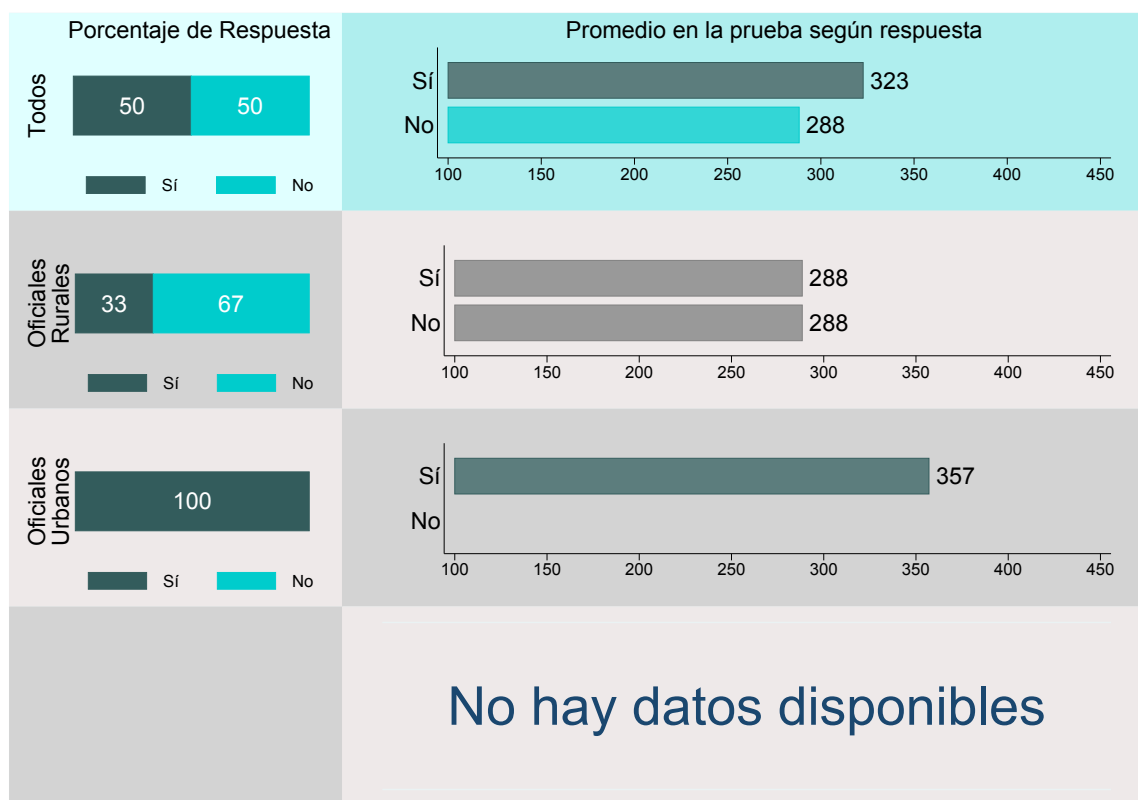 Porcentaje de Respuesta
Promedio en la prueba según respuesta
Todos
50 50
Sí No
Sí 323
No 288
100 150 200 250 300 350 400 450
Oficiales
Rurales
33 67
Sí No
Sí 288
No 288
100 150 200 250 300 350 400 450
Oficiales
Urbanos
100
Sí No
Sí 357
No
100 150 200 250 300 350 400 450
No hay datos disponibles